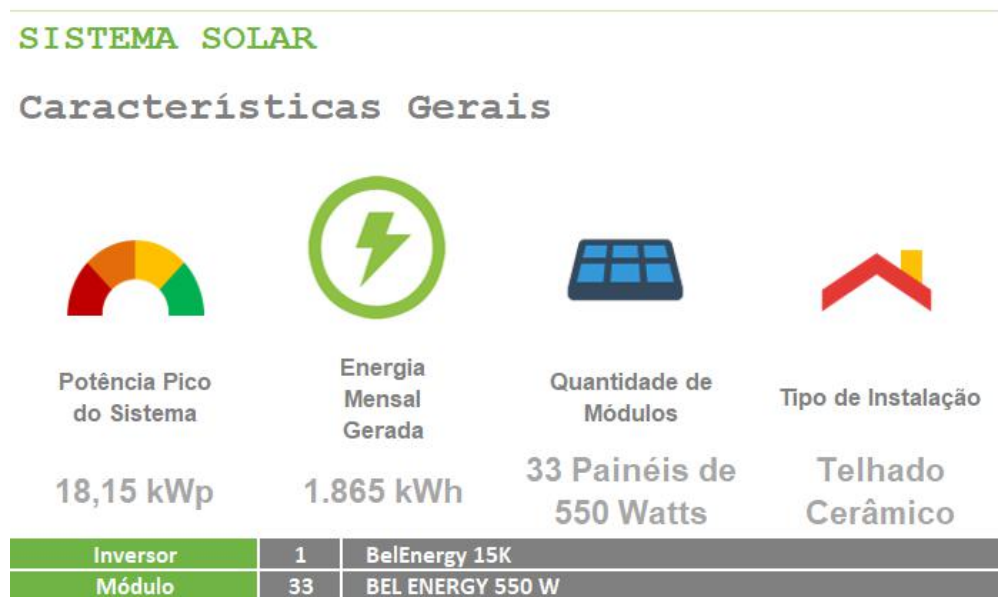 SISTEMA SOLAR
Características Gerais
Potência Pico
do Sistema
18,15 kWp
Energia
Mensal
Gerada
1.865 kWh
Quantidade de
Módulos
33 Painéis de
550 Watts
Tipo de Instalação
Telhado
Cerâmico
Inversor 1 BelEnergy 15K
Módulo 33 BEL ENERGY 550 W